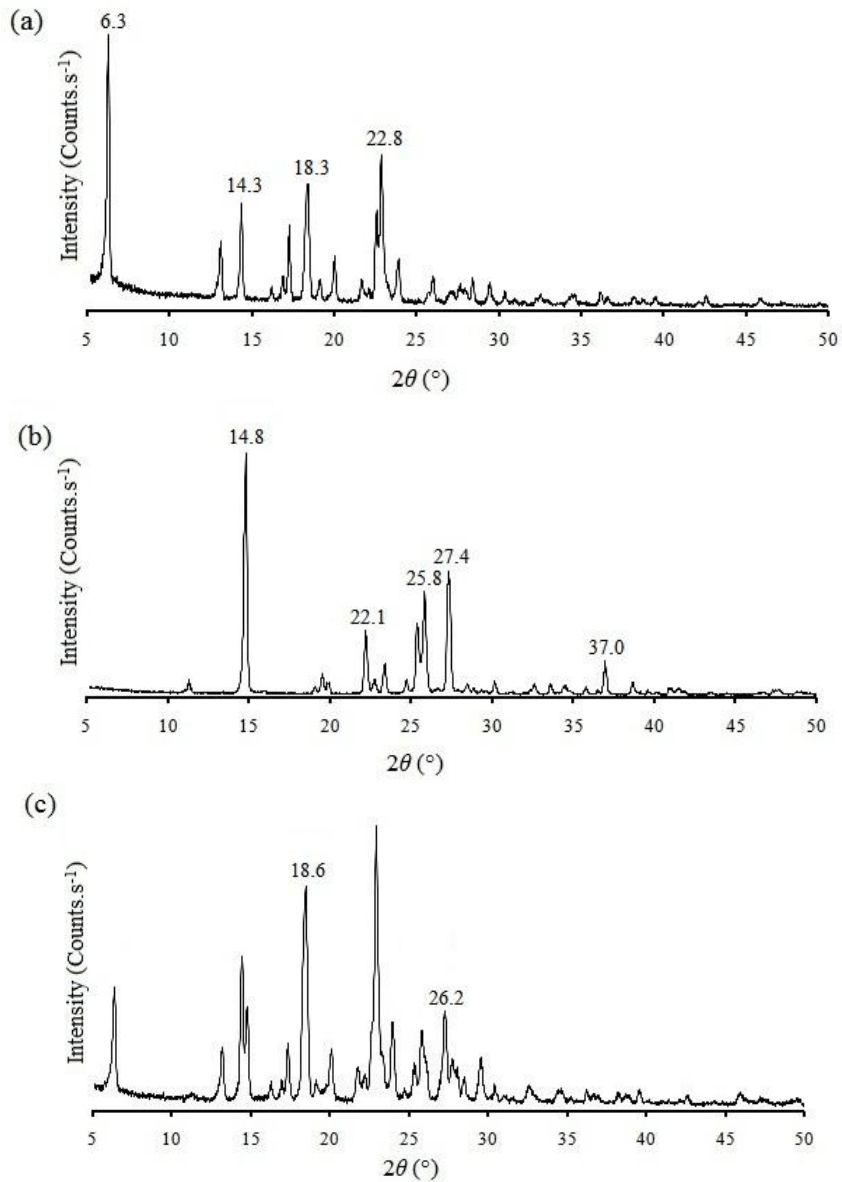 (a)
6.3
22.8
18.3
14.3
Intensity (Counts.s-1)
5 10 15 20 25 30 35 40 45 50
2θ (°)
(b)
14.8
27.4
25.8
22.1
37.0
Intensity (Counts.s-1)
5 10 15 20 25 30 35 40 45 50
2θ (°)
(c)
18.6
26.2
Intensity (Counts.s-1)
5 10 15 20 25 30 35 40 45 50
2θ (°)